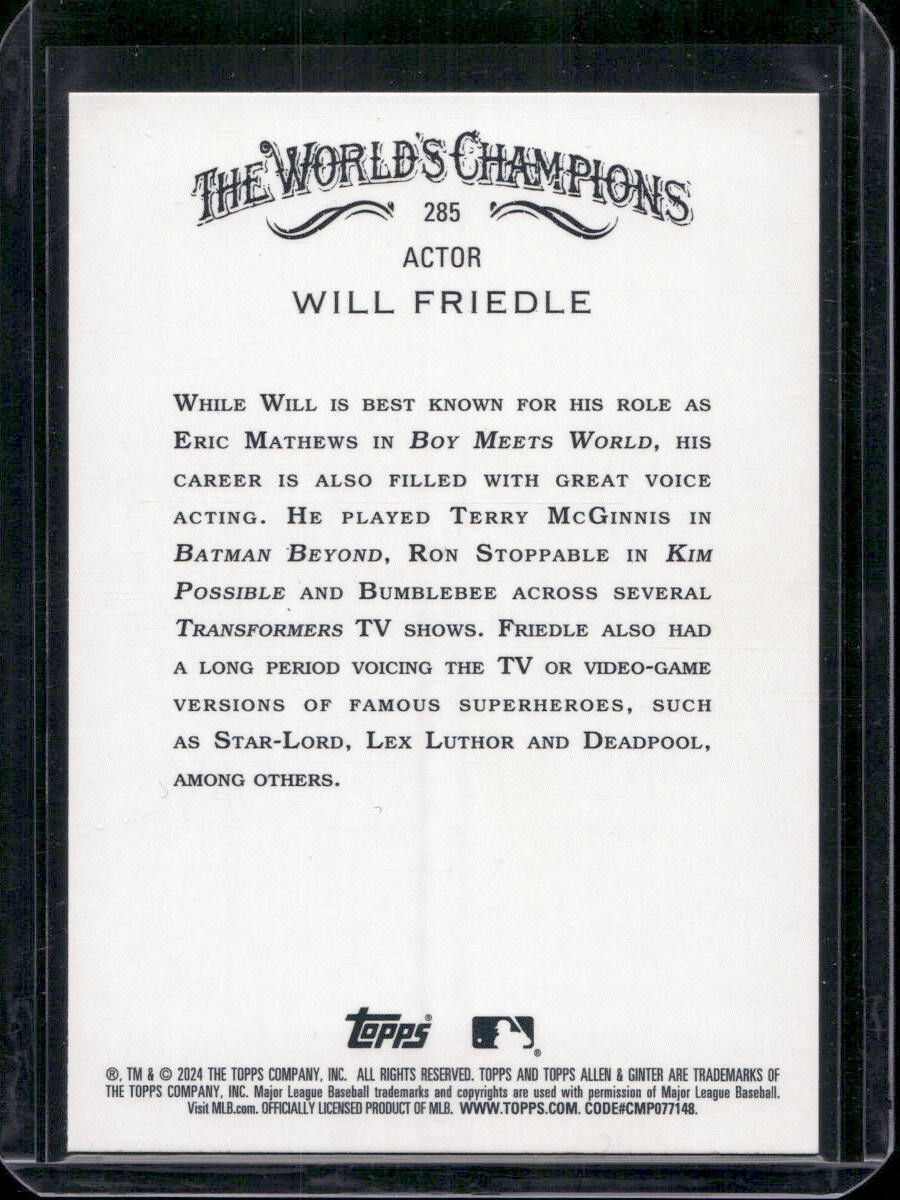 THE WORLD'S CHAMPIONS
285
ACTOR
WILL FRIEDLE
WHILE WILL IS BEST KNOWN FOR HIS ROLE AS
ERIC MATHEWS IN BOY MEETS WORLD, HIS
CAREER IS ALSO FILLED WITH GREAT VOICE
ACTING. HE PLAYED TERRY MCGINNIS IN
BATMAN BEYOND, RON STOPPABLE IN KIM
POSSIBLE AND BUMBLEBEE ACROSS SEVERAL
TRANSFORMERS TV SHOWS. FRIEDLE ALSO HAD
A LONG PERIOD VOICING THE TV OR VIDEO-GAME
VERSIONS OF FAMOUS SUPERHEROES, SUCH
AS STAR-LORD, LEX LUTHOR AND DEADPOOL,
AMONG OTHERS.
topps® ®
®, TM & © 2024 THE TOPPS COMPANY, INC. ALL RIGHTS RESERVED. TOPPS AND TOPPS ALLEN & GINTER ARE TRADEMARKS OF
THE TOPPS COMPANY, INC. Major League Baseball trademarks and copyrights are used with permission of Major League Baseball.
Visit MLB.com. OFFICIALLY LICENSED PRODUCT OF MLB. WWW.TOPPS.COM. CODE#CMP077148.